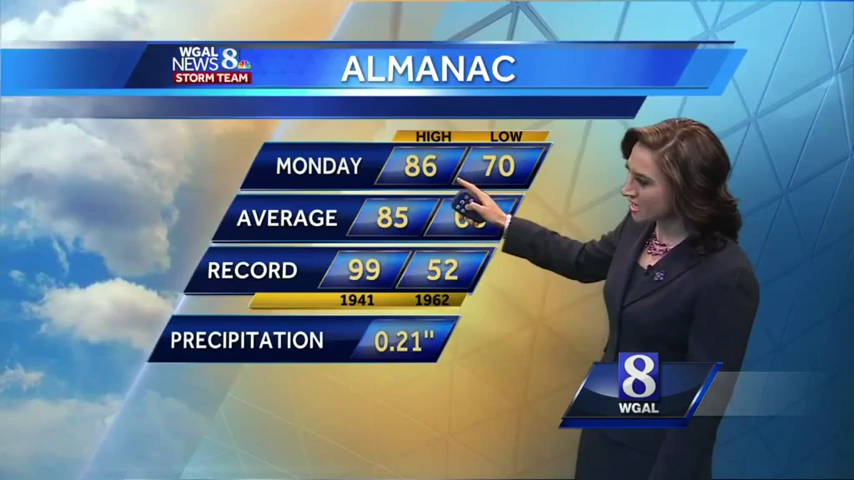 WGAL
NEWS 8
STORM TEAM
ALMANAC
HIGH LOW
MONDAY 86 70
AVERAGE 85
RECORD 99 52
1941 1962
PRECIPITATION 0.21"
8
WGAL